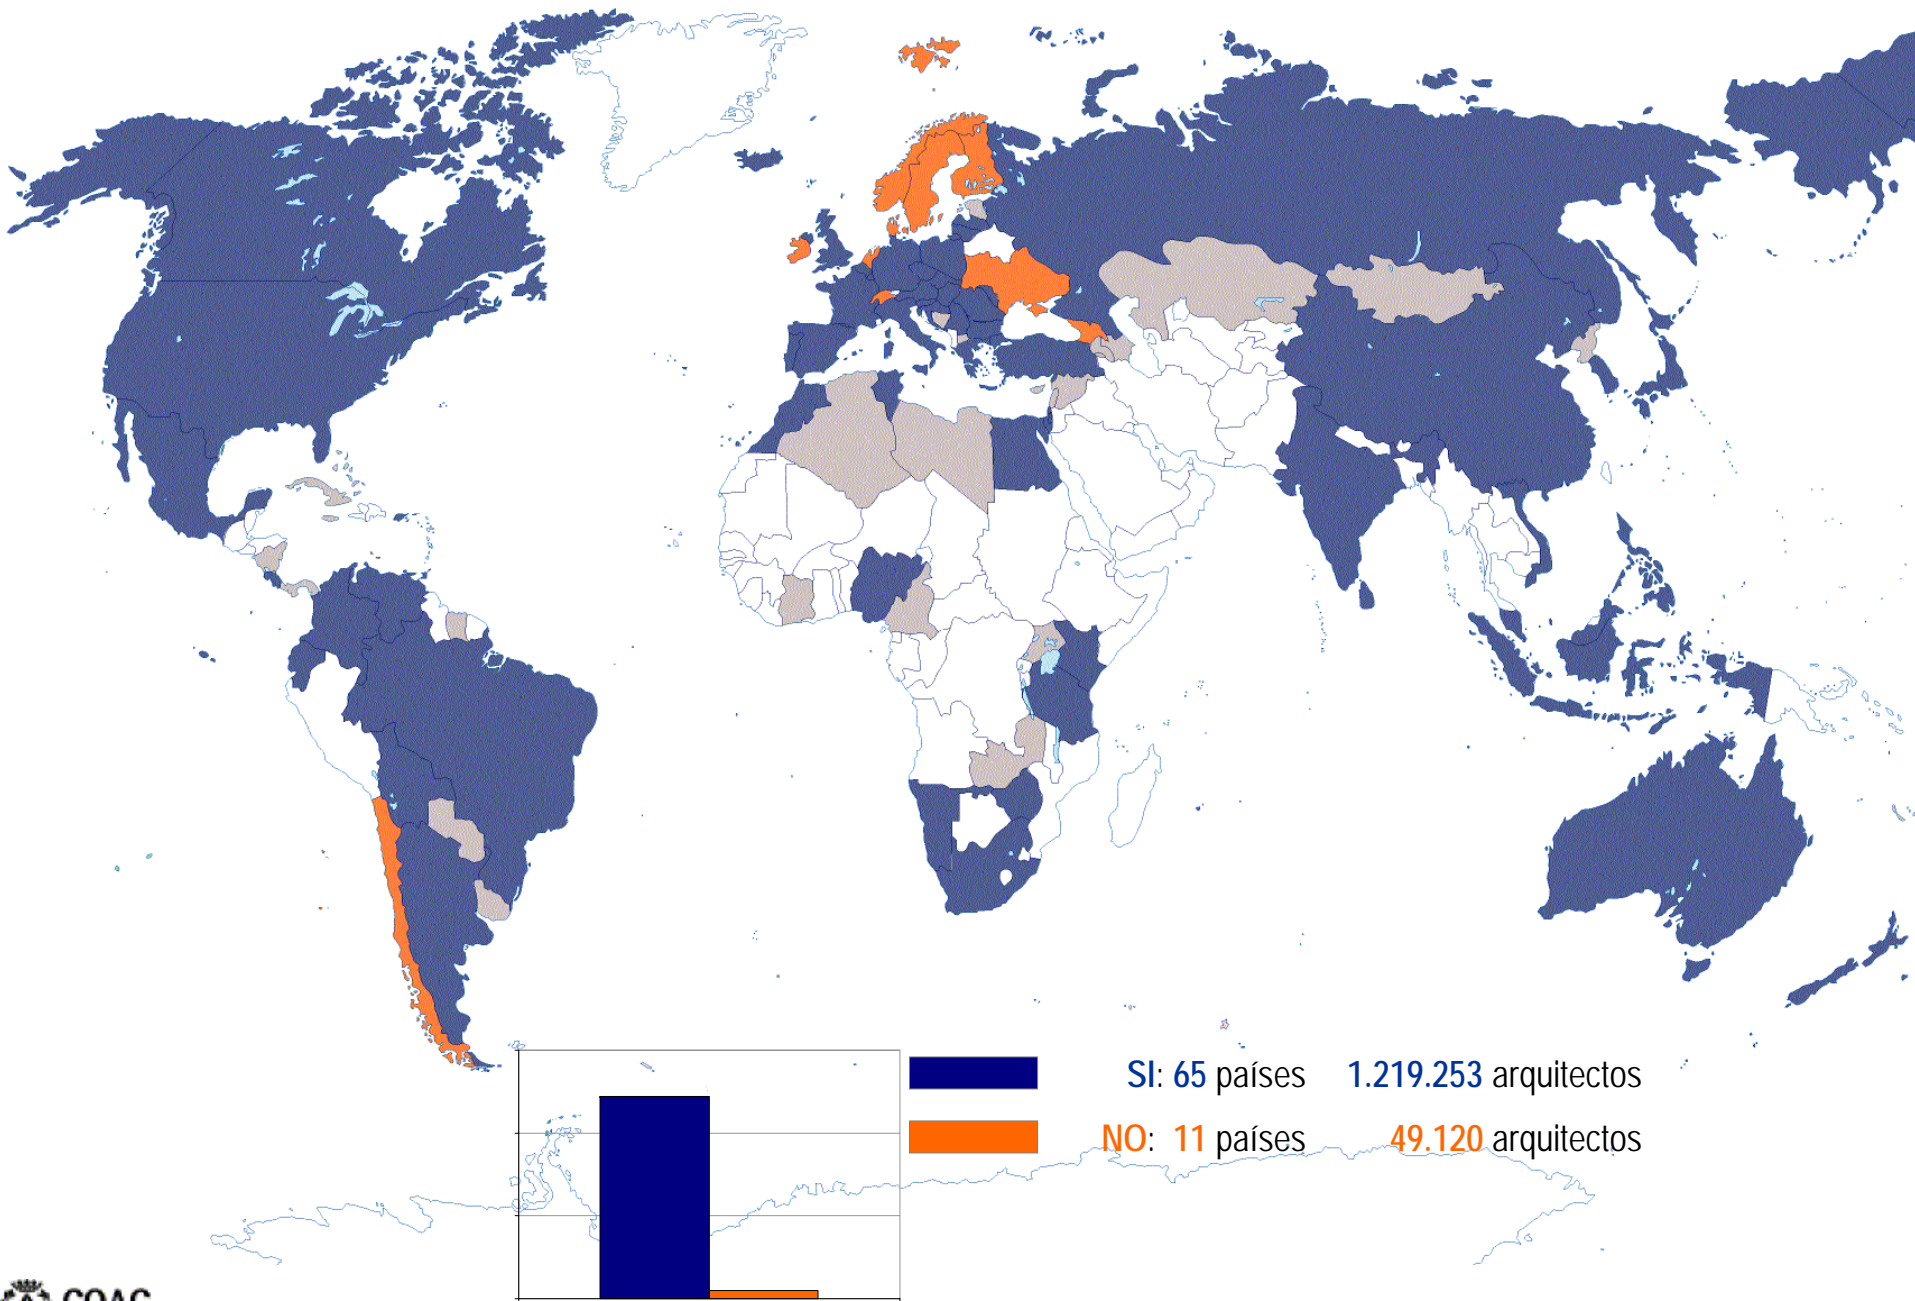 SI: 65 países 1.219.253 arquitectos
NO: 11 países 49.120 arquitectos
COAC